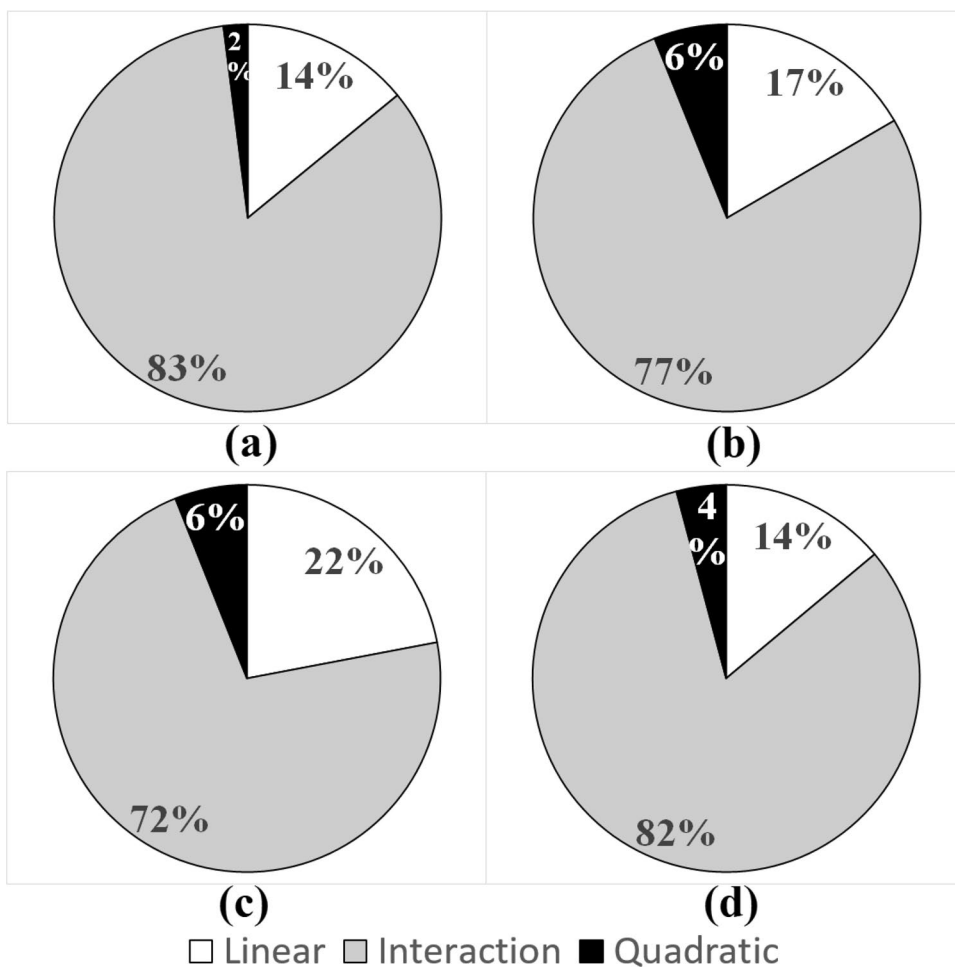 2
%
14%
83%
6%
17%
77%
(a)
(b)
6%
22%
72%
4
%
14%
82%
(c)
(d)
Linear Interaction Quadratic